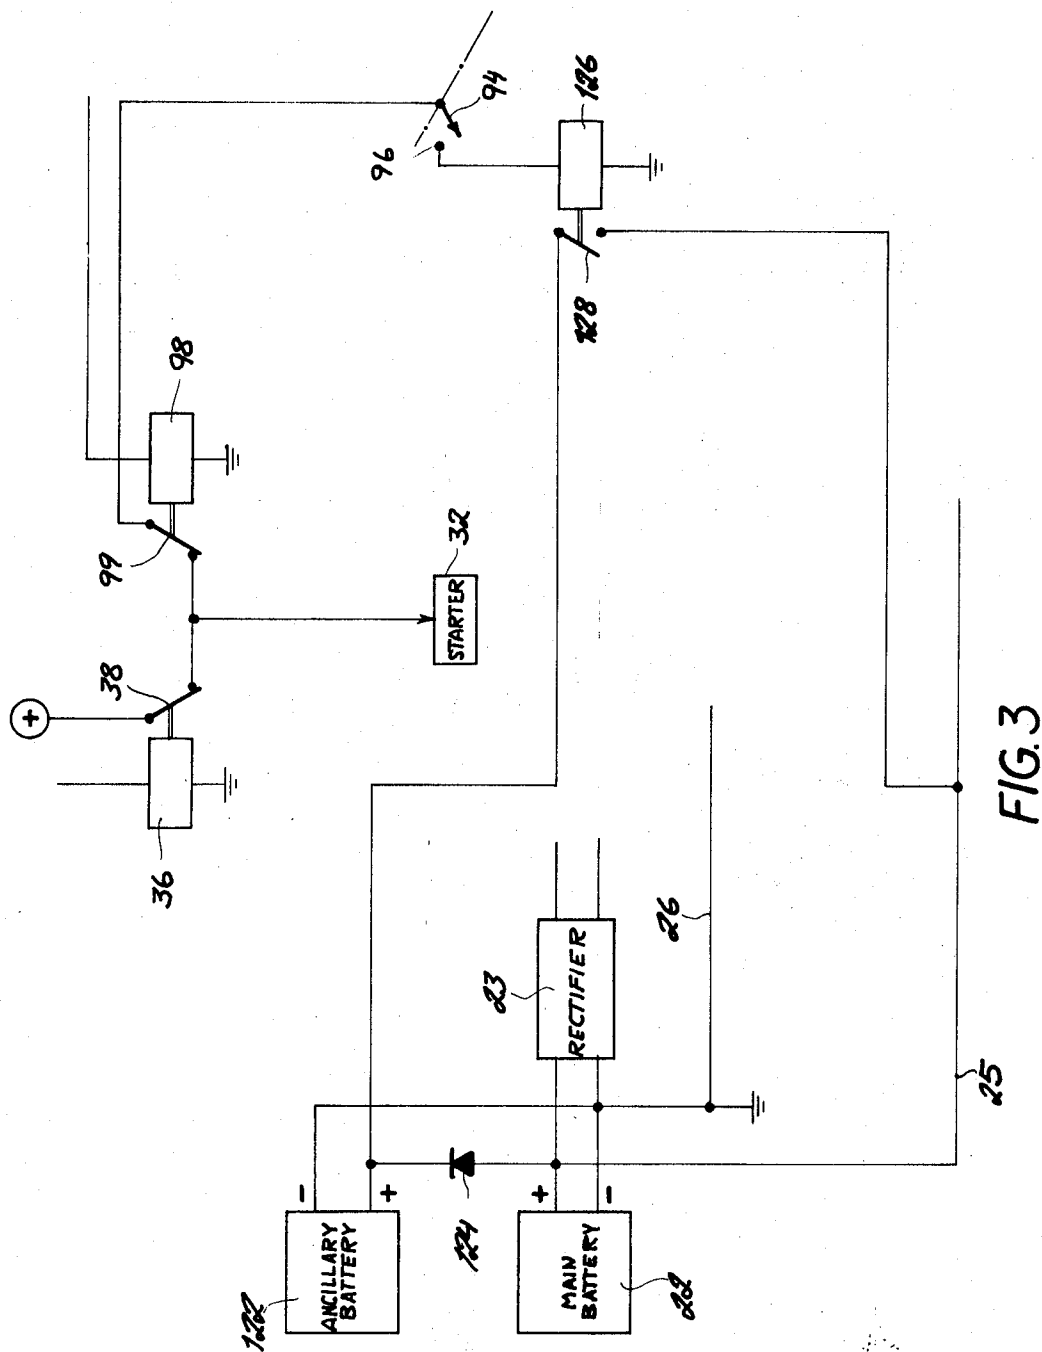 122
ANCILLARY
BATTERY
-
+
124
MAIN
BATTERY
22
+
-
23
RECTIFIER
26
25
36
38
+
99
98
STARTER
32
128
126
96
94
FIG. 3